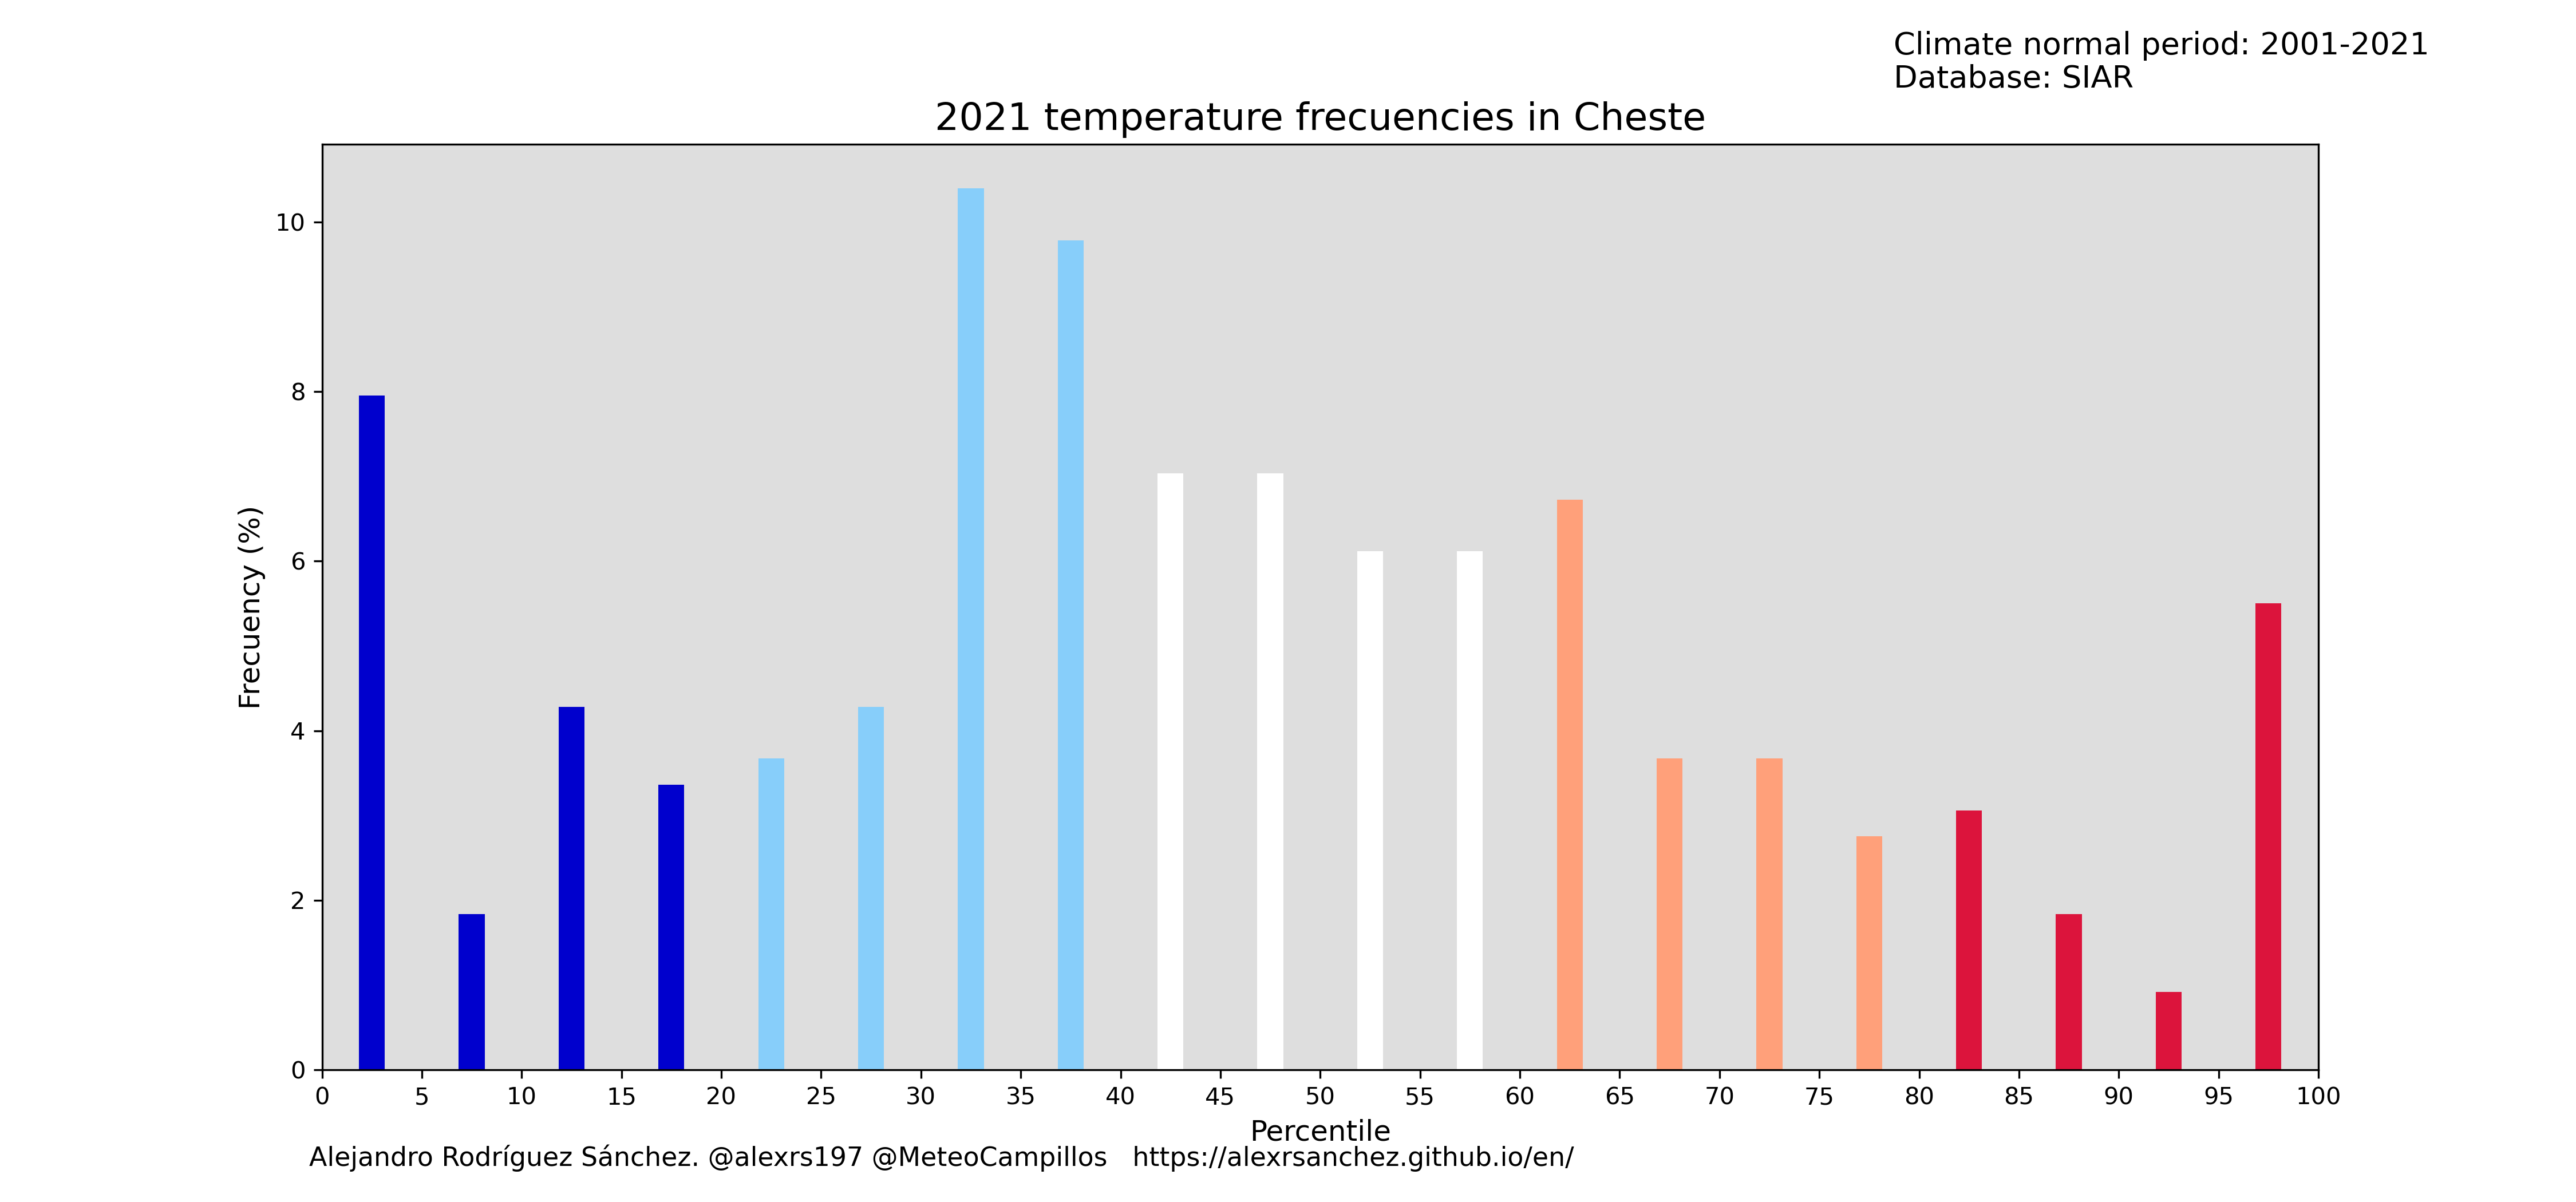 Climate normal period: 2001-2021
Database: SIAR
2021 temperature frecuencies in Cheste
Frecuency (%)
10
8
6
4
2
0
0 5 10 15 20 25 30 35 40 45 50 55 60 65 70 75 80 85 90 95 100
Percentile
Alejandro Rodríguez Sánchez. @alexrs197 @MeteoCampillos https://alexrsanchez.github.io/en/